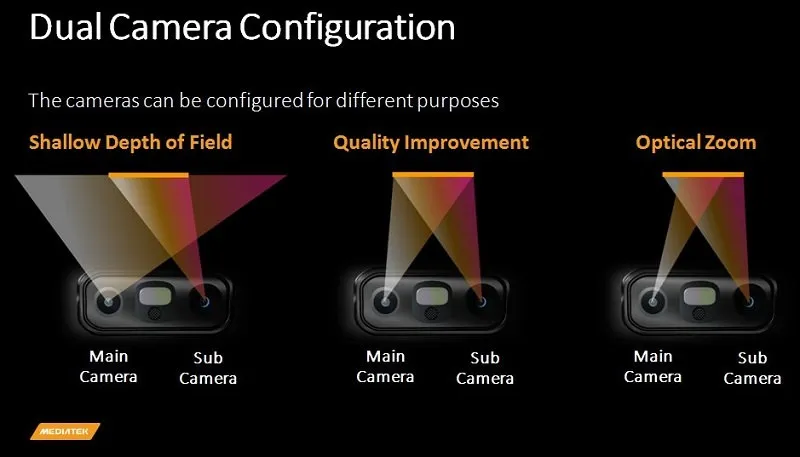 Dual Camera Configuration
The cameras can be configured for different purposes
Shallow Depth of Field
Quality Improvement
Optical Zoom
Main Camera
Sub Camera
Main Camera
Sub Camera
Main Camera
Sub Camera
MEDIATEK